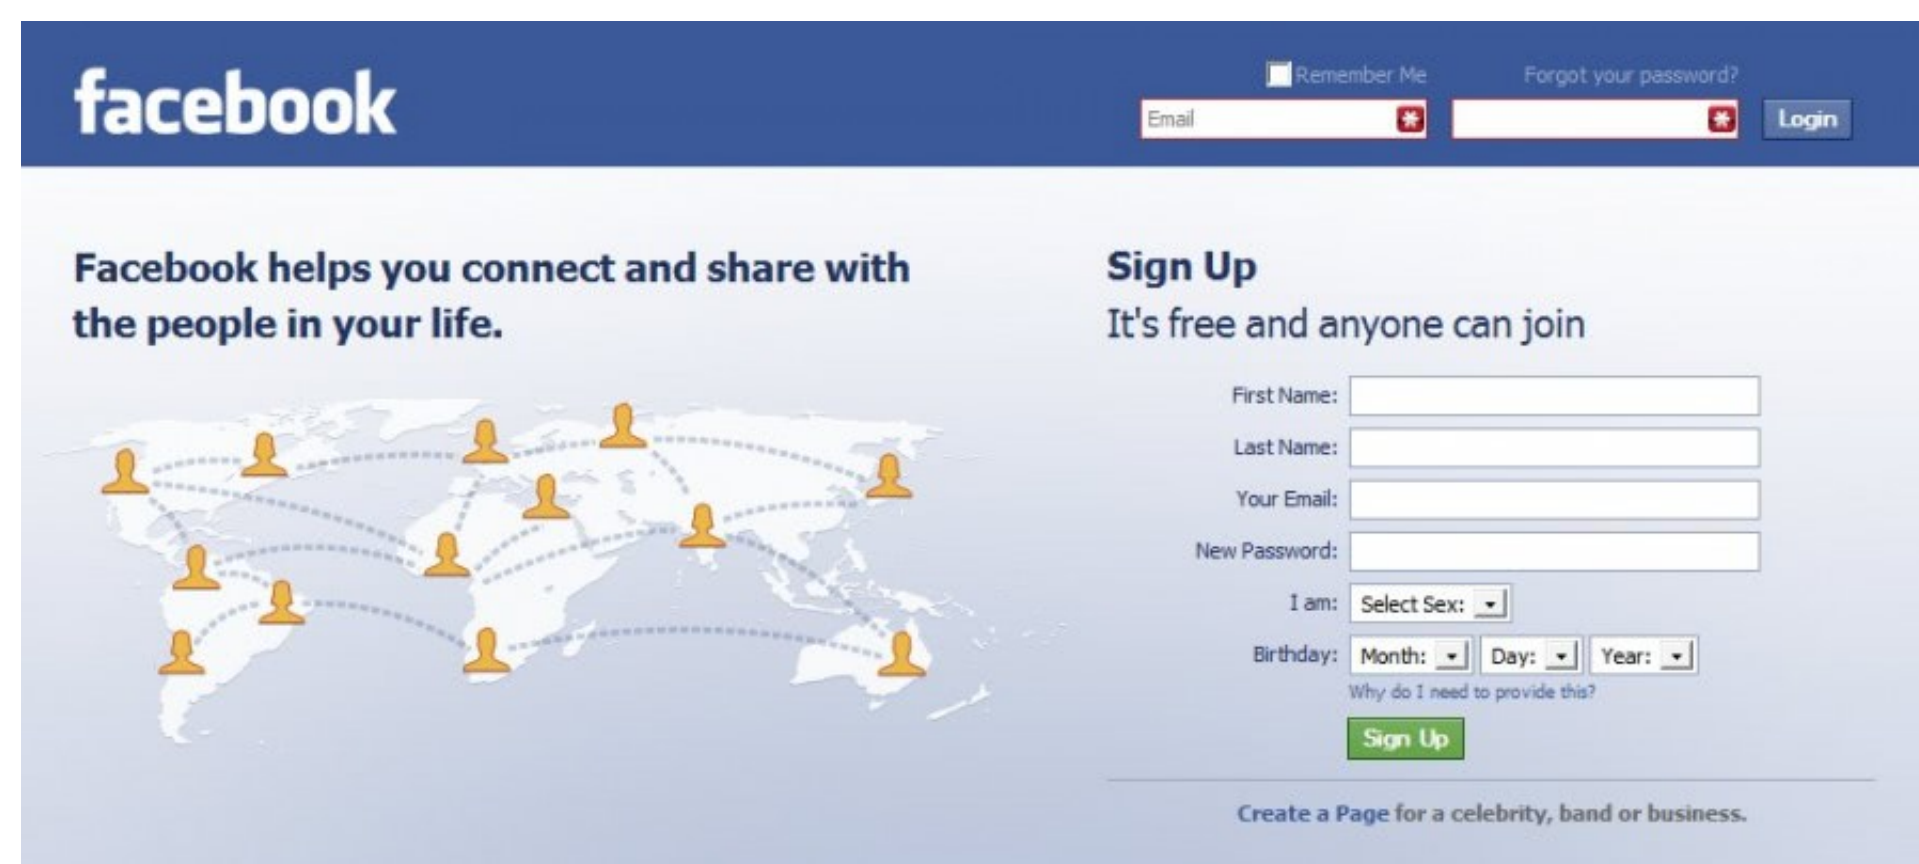 facebook
Remember Me
Forgot your password?
Email
Login
Facebook helps you connect and share with
the people in your life.
Sign Up
It's free and anyone can join
First Name:
Last Name:
Your Email:
New Password:
I am: Select Sex:
Birthday: Month: Day: Year:
Why do I need to provide this?
Sign Up
Create a Page for a celebrity, band or business.